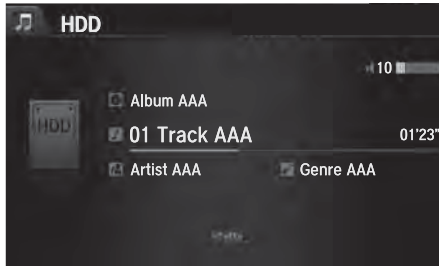 HDD
10
Album AAA
HDD
01 Track AAA 01'23"
Artist AAA Genre AAA